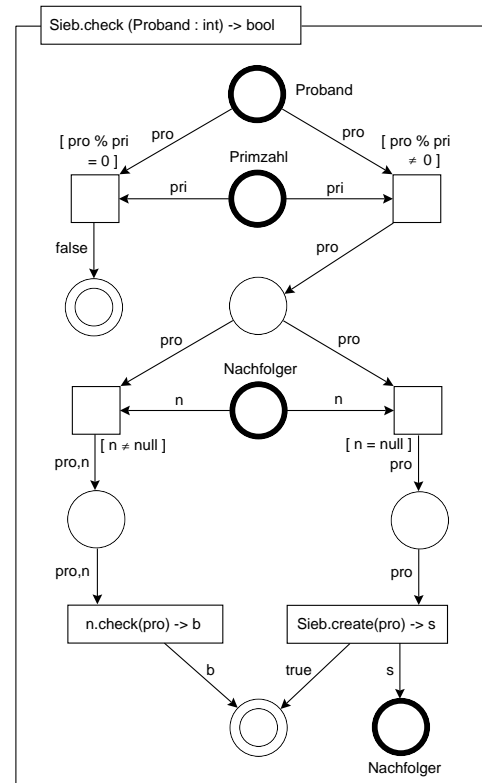 Sieb.check (Proband : int) -> bool
Proband
[ pro % pri
= 0 ]
pro
pro
[ pro % pri
≠ 0 ]
Primzahl
pri
pri
false
pro
pro
pro
Nachfolger
n
n
[ n ≠ null ]
[ n = null ]
pro,n
pro
pro,n
pro
n.check(pro) -> b
Sieb.create(pro) -> s
b
true
s
Nachfolger